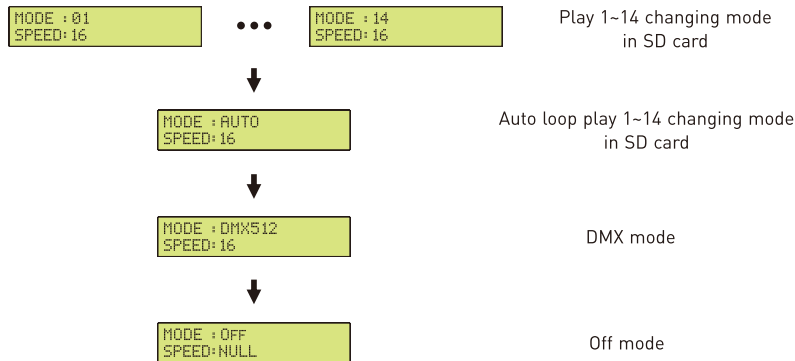 MODE :01
SPEED:16
MODE :14
SPEED:16
Play 1~14 changing mode
in SD card
MODE :AUTO
SPEED:16
Auto loop play 1~14 changing mode
in SD card
MODE :DMX512
SPEED:16
DMX mode
MODE :OFF
SPEED:NULL
Off mode